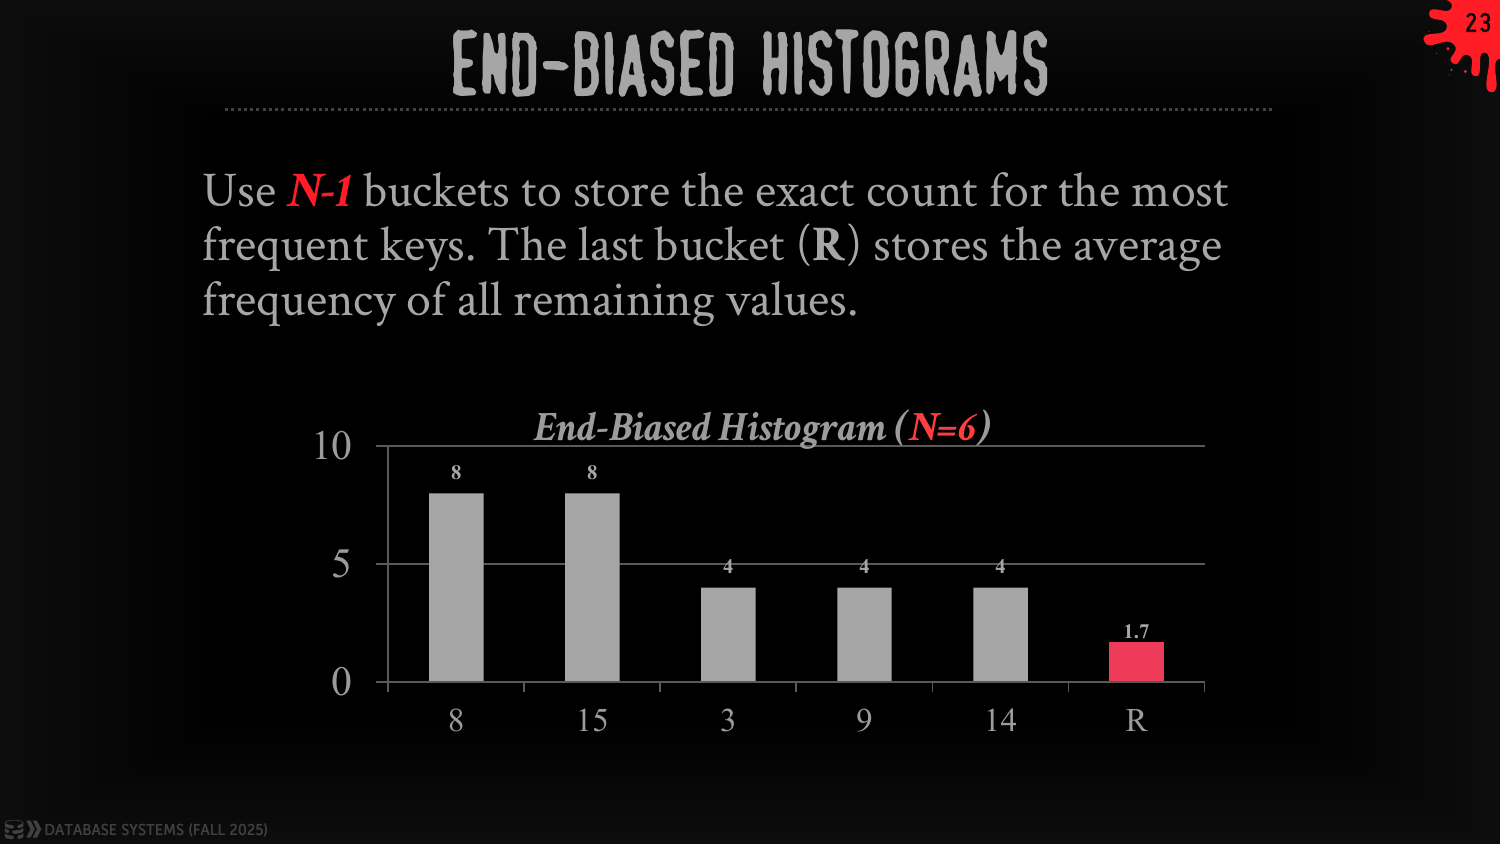 23
END-BIASED HISTOGRAMS
Use N-1 buckets to store the exact count for the most
frequent keys. The last bucket (R) stores the average
frequency of all remaining values.
End-Biased Histogram (N=6)
10
5
0
8
8
4
4
4
1.7
8
15
3
9
14
R
DATABASE SYSTEMS (FALL 2025)